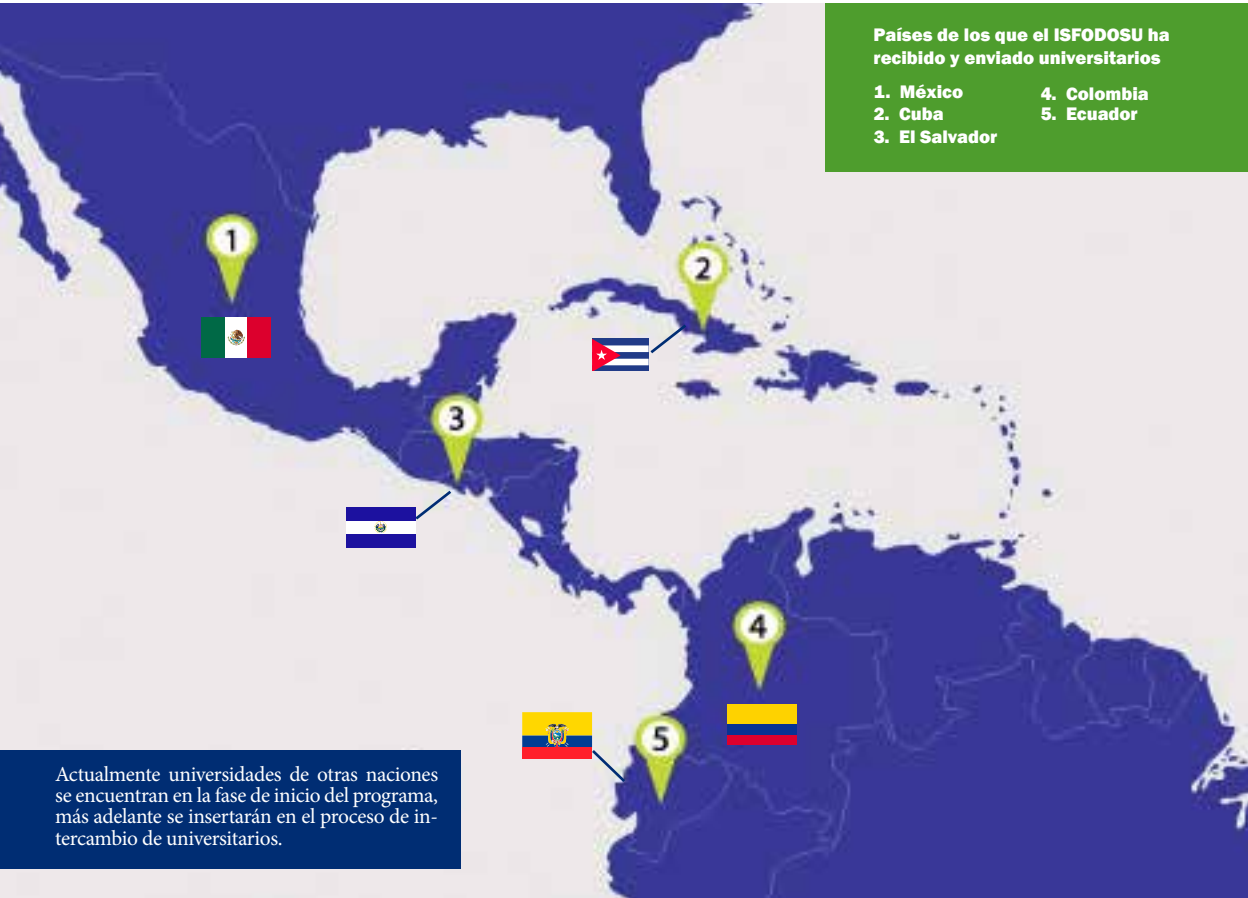 Países de los que el ISFODOSU ha
recibido y enviado universitarios
1. México
2. Cuba
3. El Salvador
4. Colombia
5. Ecuador
1
2
3
4
5
Actualmente universidades de otras naciones
se encuentran en la fase de inicio del programa,
más adelante se insertarán en el proceso de in-
tercambio de universitarios.